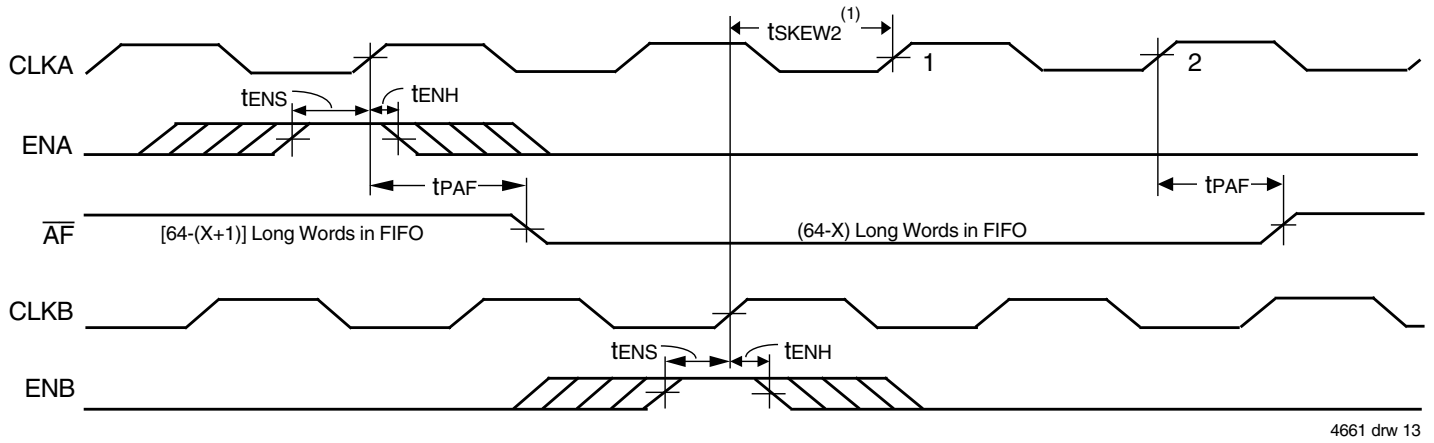 tSKEW2(1)
CLKA 1 2
tENS tENH
ENA
tPAF tPAF
AF [64-(X+1)] Long Words in FIFO (64-X) Long Words in FIFO
CLKB
tENS tENH
ENB
4661 drw 13